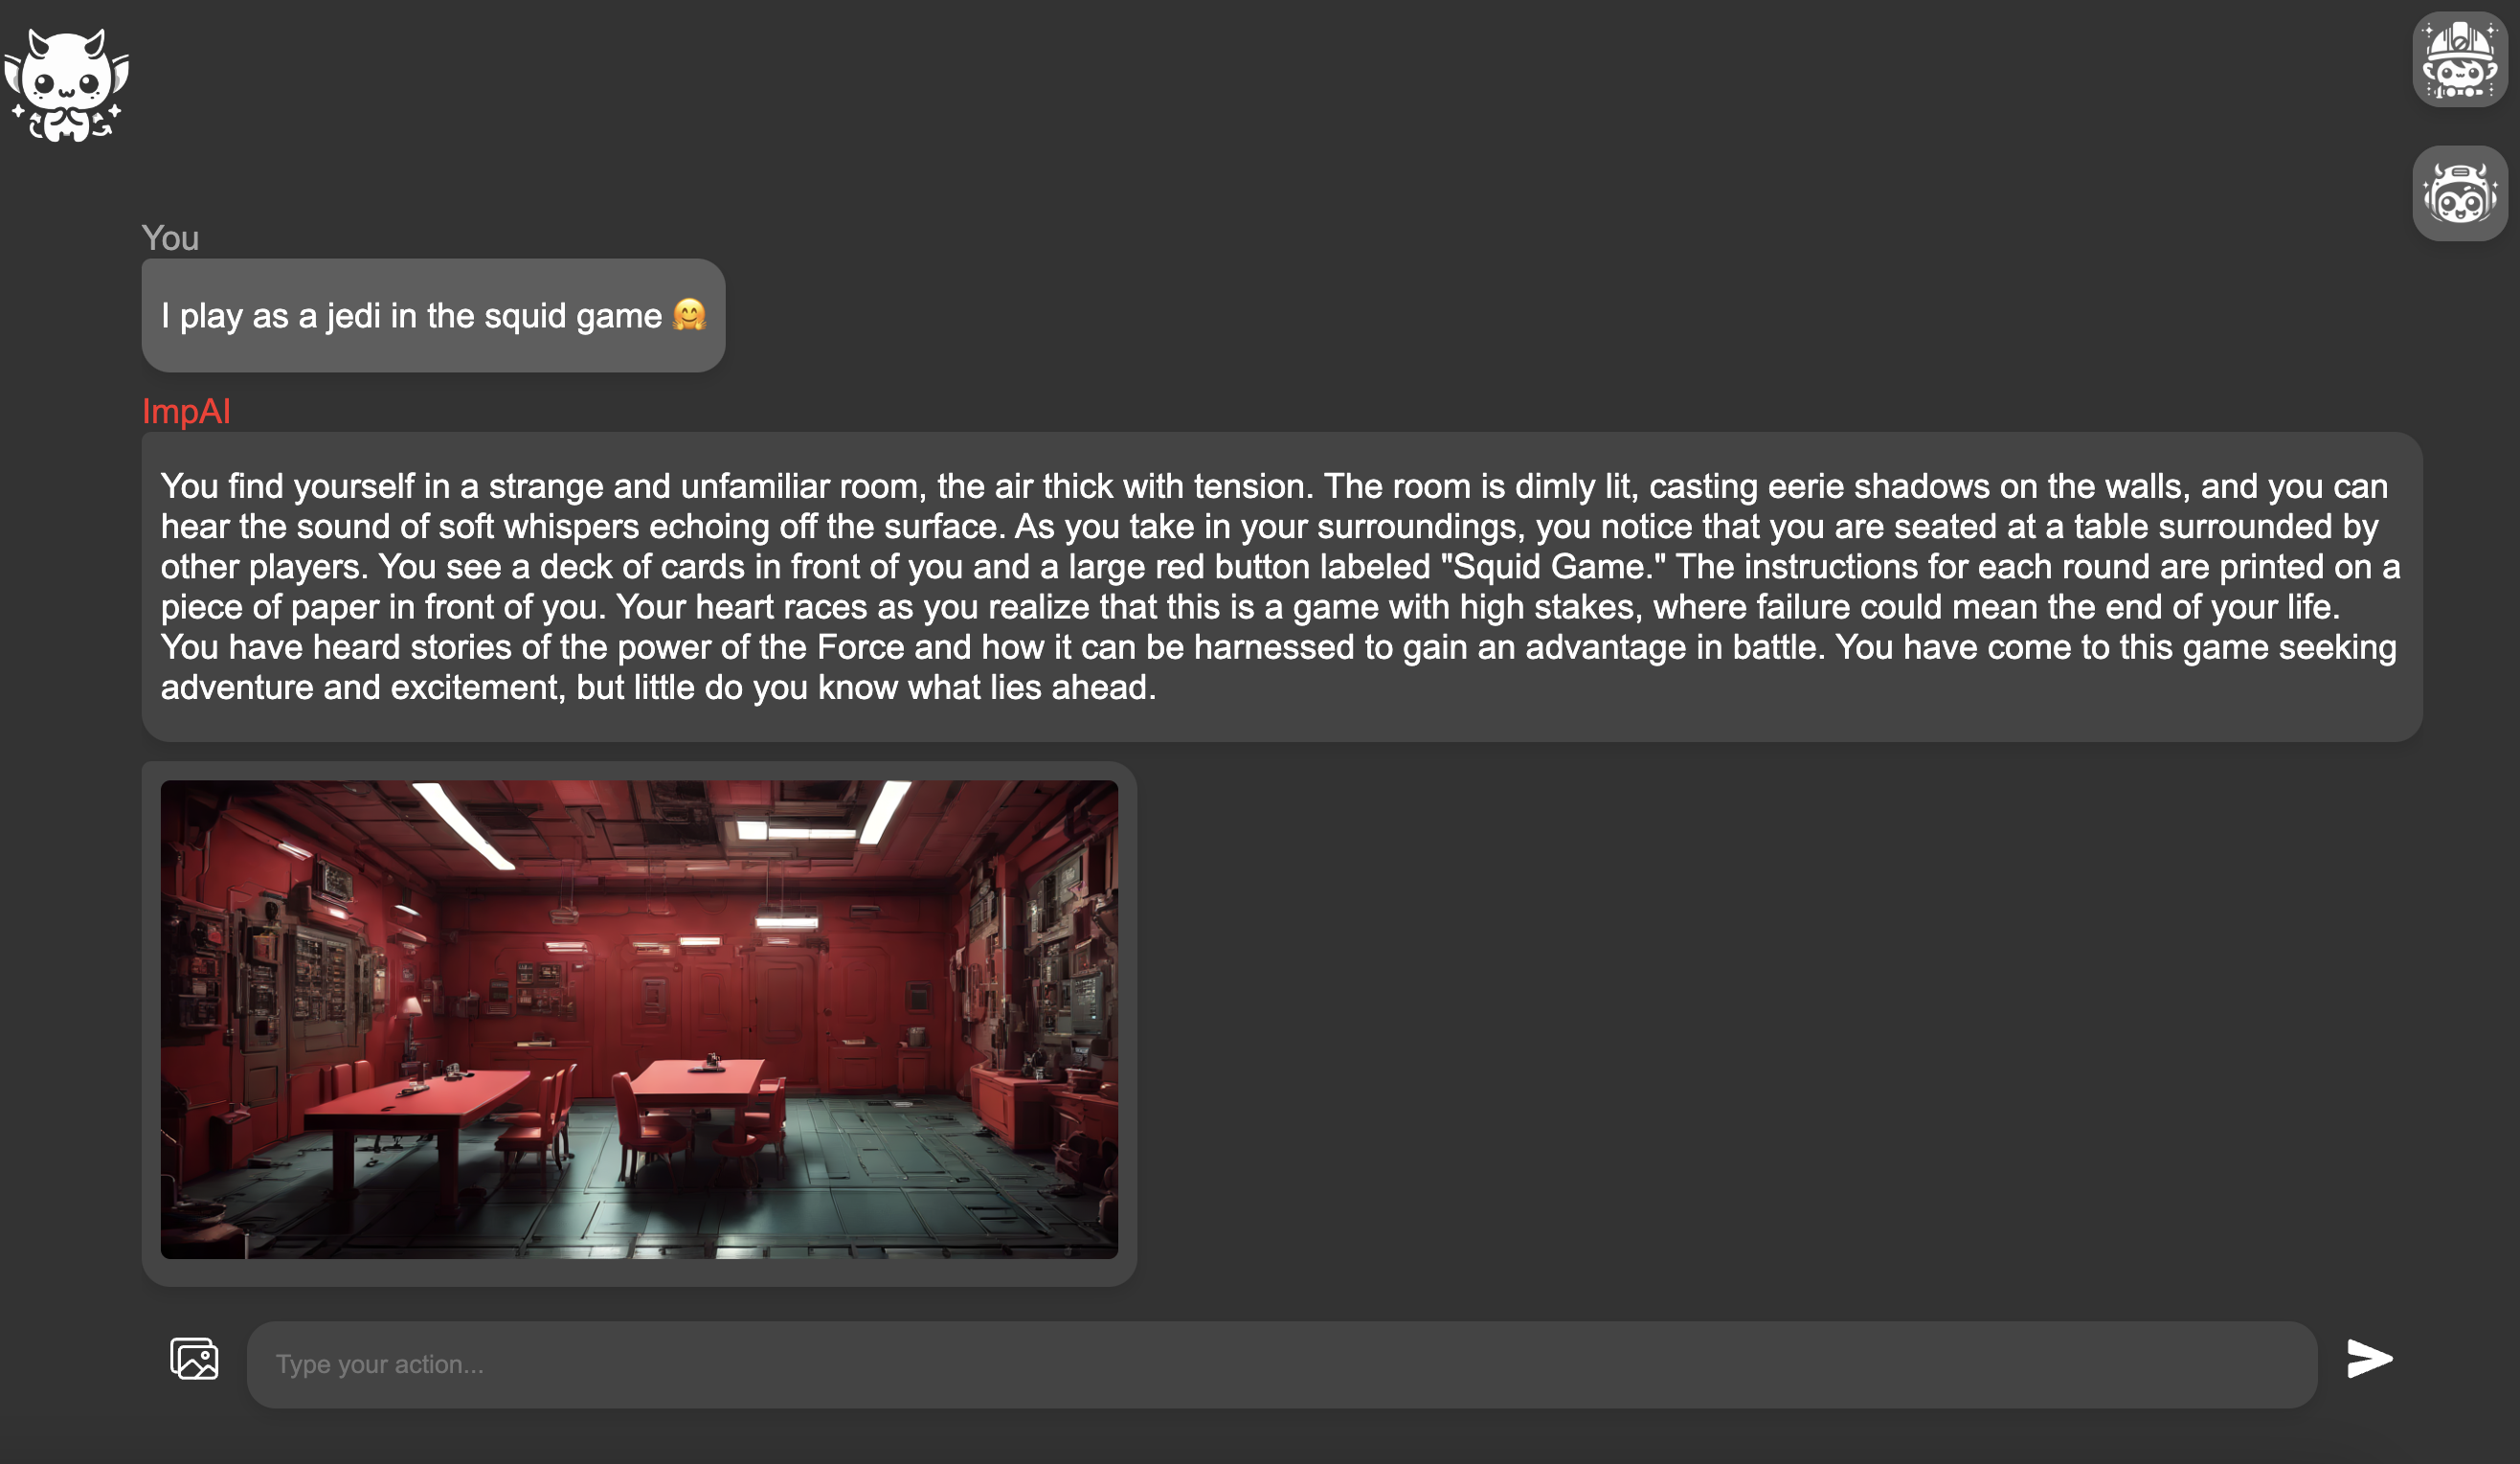 You
I play as a jedi in the squid game 🤗
ImpAI
You find yourself in a strange and unfamiliar room, the air thick with tension. The room is dimly lit, casting eerie shadows on the walls, and you can
hear the sound of soft whispers echoing off the surface. As you take in your surroundings, you notice that you are seated at a table surrounded by
other players. You see a deck of cards in front of you and a large red button labeled "Squid Game." The instructions for each round are printed on a
piece of paper in front of you. Your heart races as you realize that this is a game with high stakes, where failure could mean the end of your life.
You have heard stories of the power of the Force and how it can be harnessed to gain an advantage in battle. You have come to this game seeking
adventure and excitement, but little do you know what lies ahead.
Type your action...